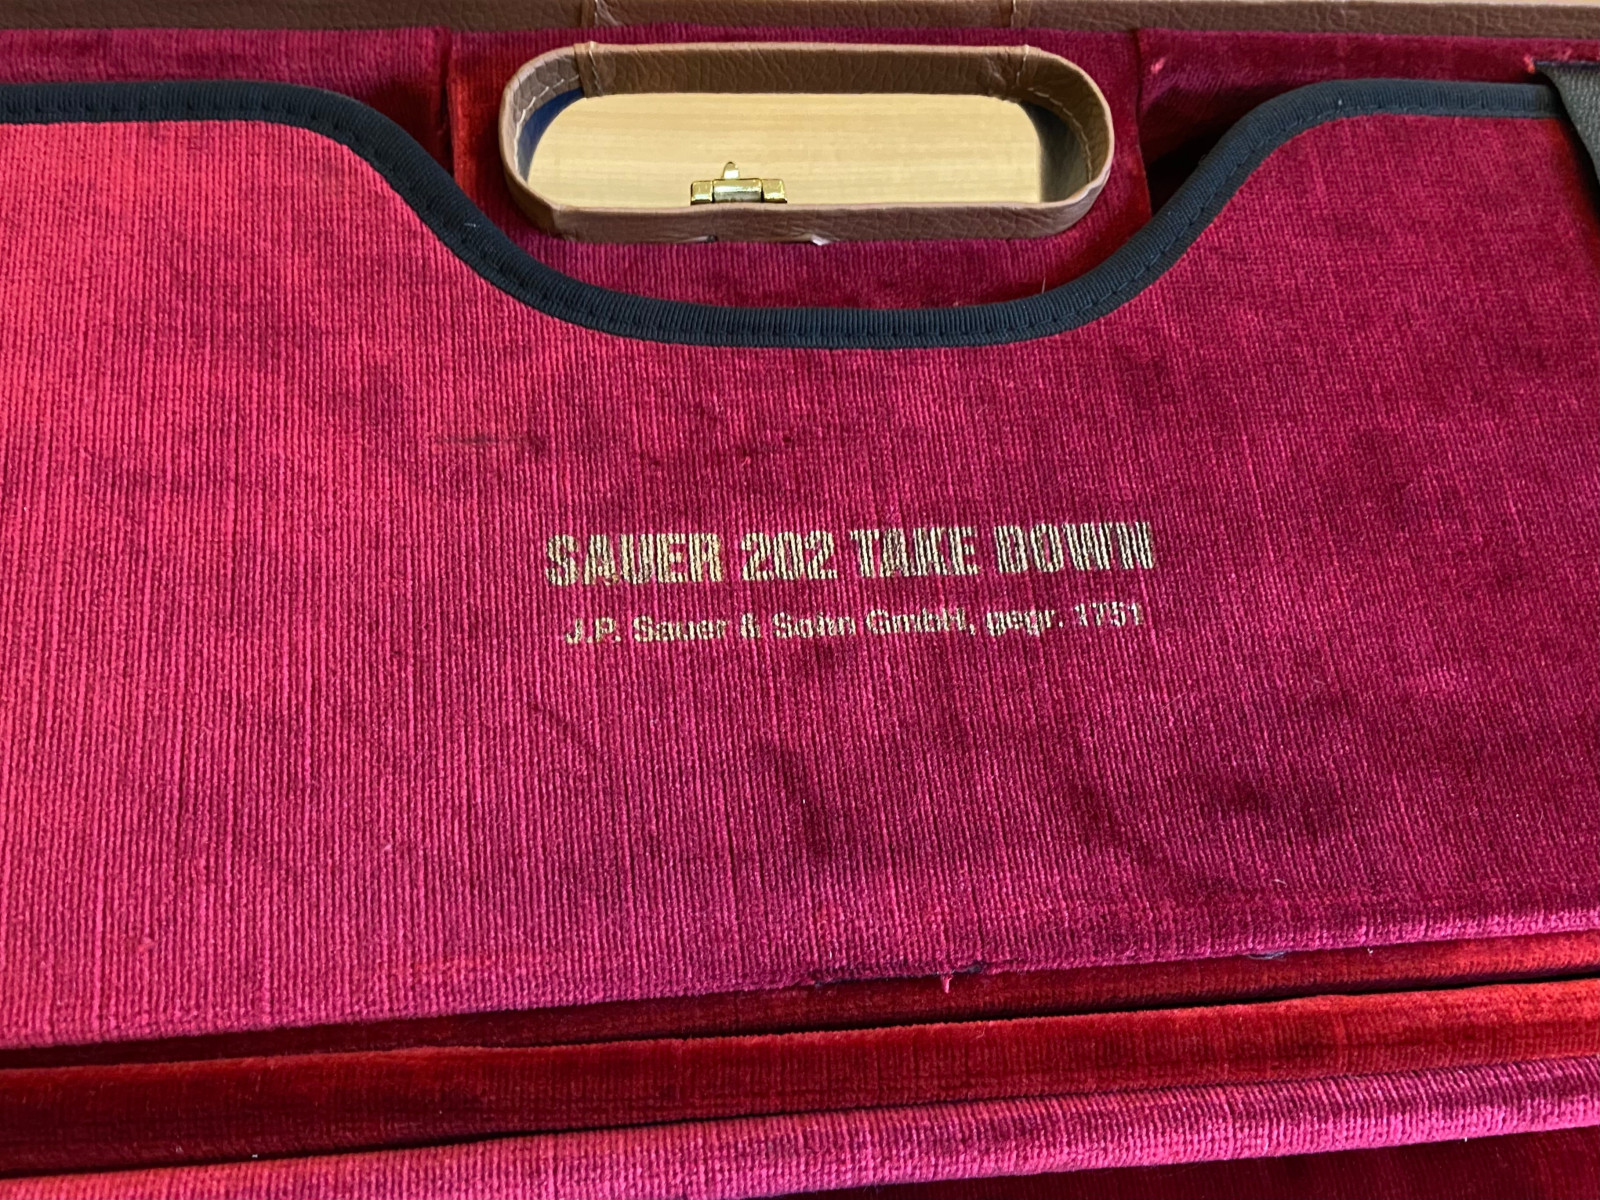 SAUER 202 TAKE DOWN
J.P. Sauer & Sohn GmbH, gegr. 1751